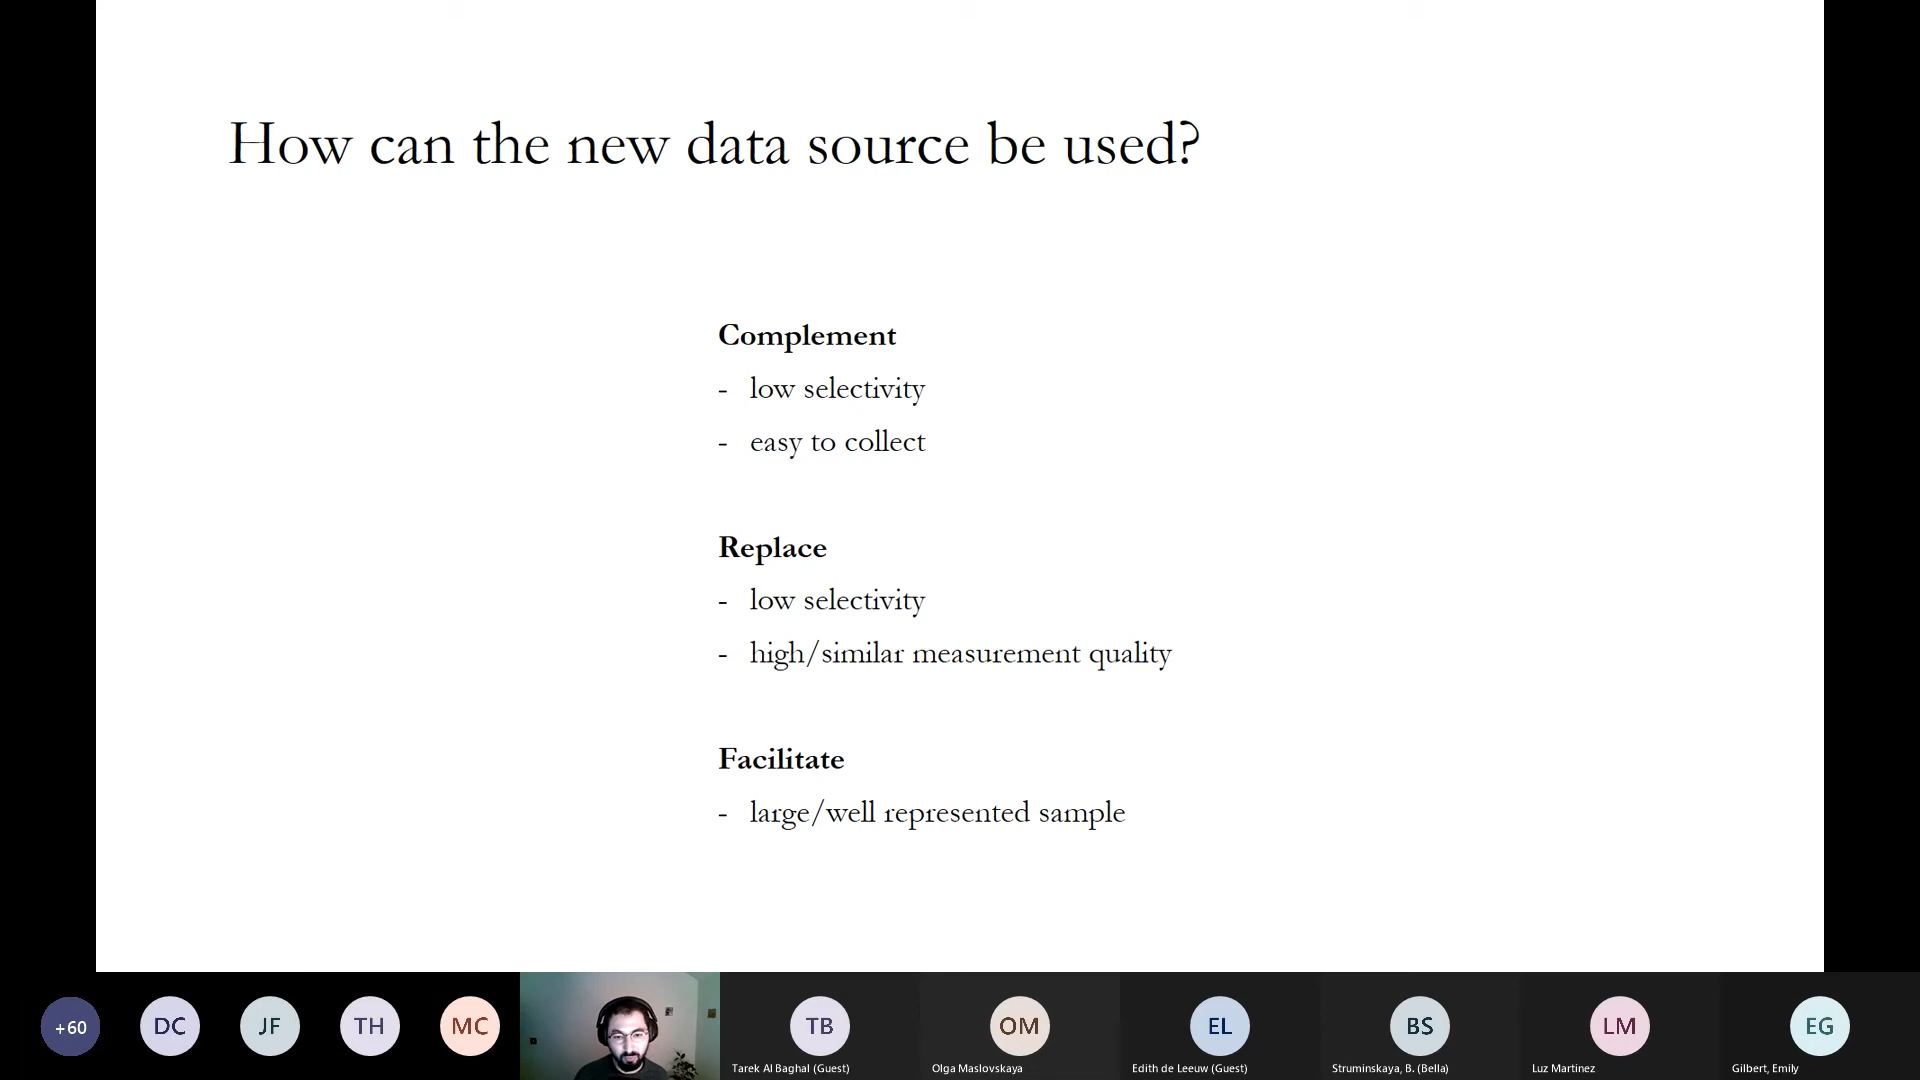 How can the new data source be used?
Complement
- low selectivity
- easy to collect
Replace
- low selectivity
- high/similar measurement quality
Facilitate
- large/well represented sample
+60
DC
JF
TH
MC
TB
OM
EL
BS
LM
EG
Tarek Al Baghal (Guest)
Olga Maslovskaya
Edith de Leeuw (Guest)
Struminskaya, B. (Bella)
Luz Martinez
Gilbert, Emily